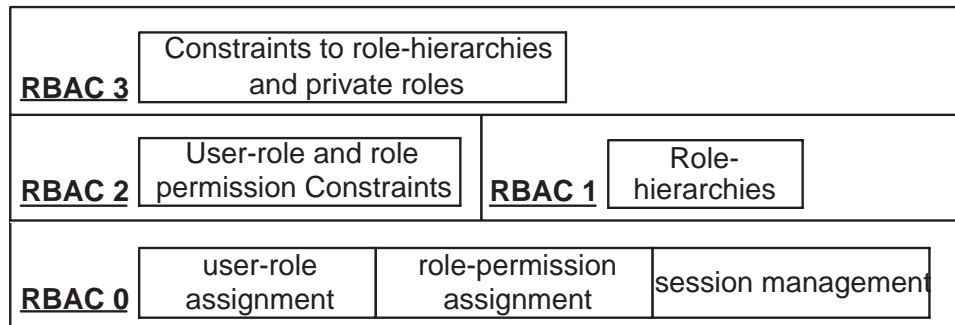 Constraints to role-hierarchies
and private roles
RBAC 3
User-role and role
permission Constraints
RBAC 2
Role-
hierarchies
RBAC 1
user-role
assignment
role-permission
assignment
session management
RBAC 0